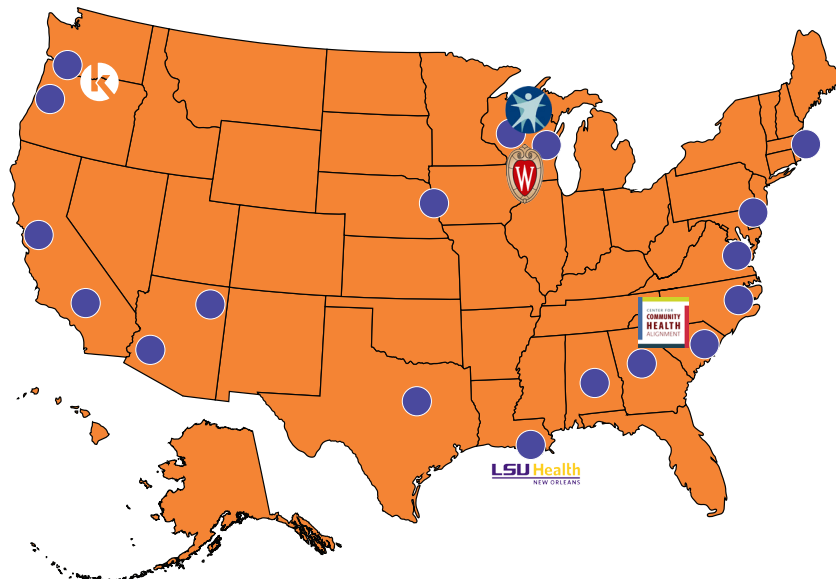 K
W
CENTER FOR
COMMUNITY
HEALTH
ALIGNMENT
LSU Health
NEW ORLEANS